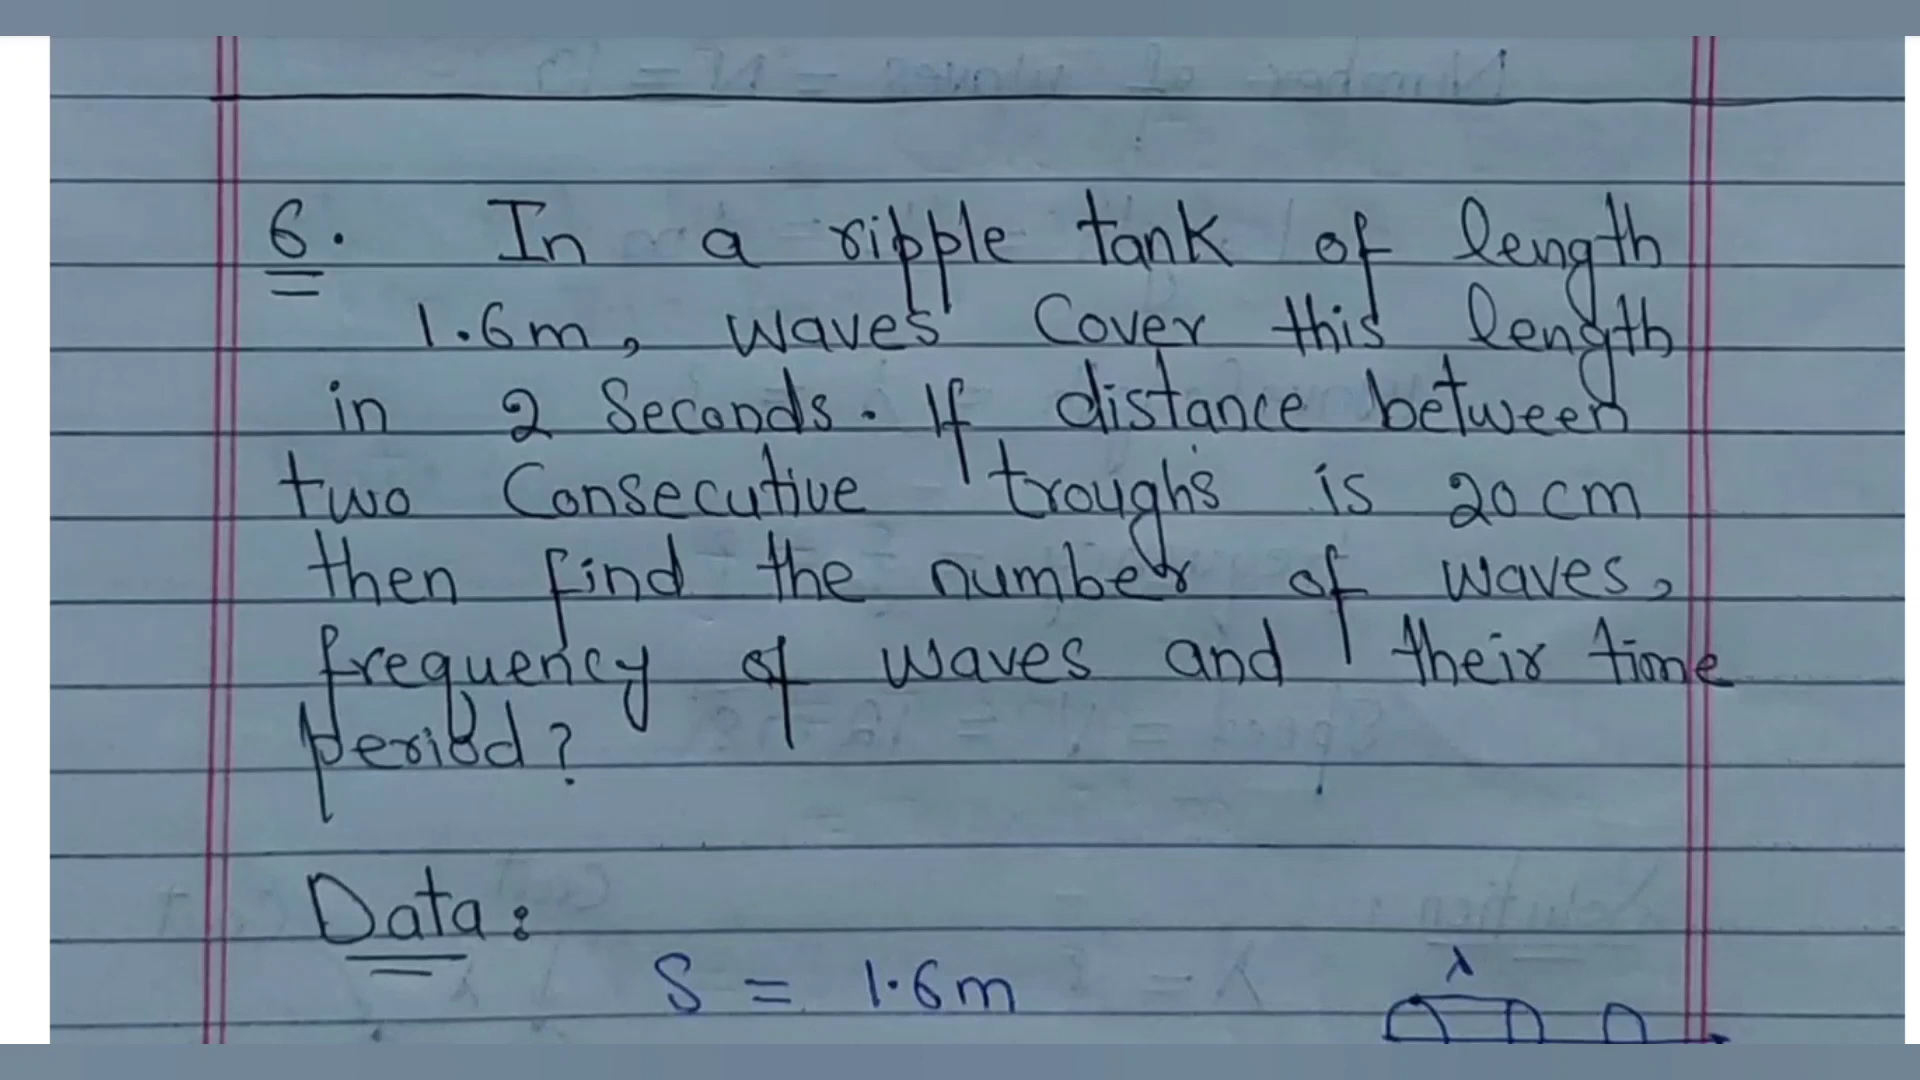 6. In a ripple tank of length
1.6m, waves cover this length
in 2 Seconds. If distance between
two Consecutive troughs is 20 cm
then find the number of waves,
frequency of waves and their time
period?
Data:
S = 1.6m
λ